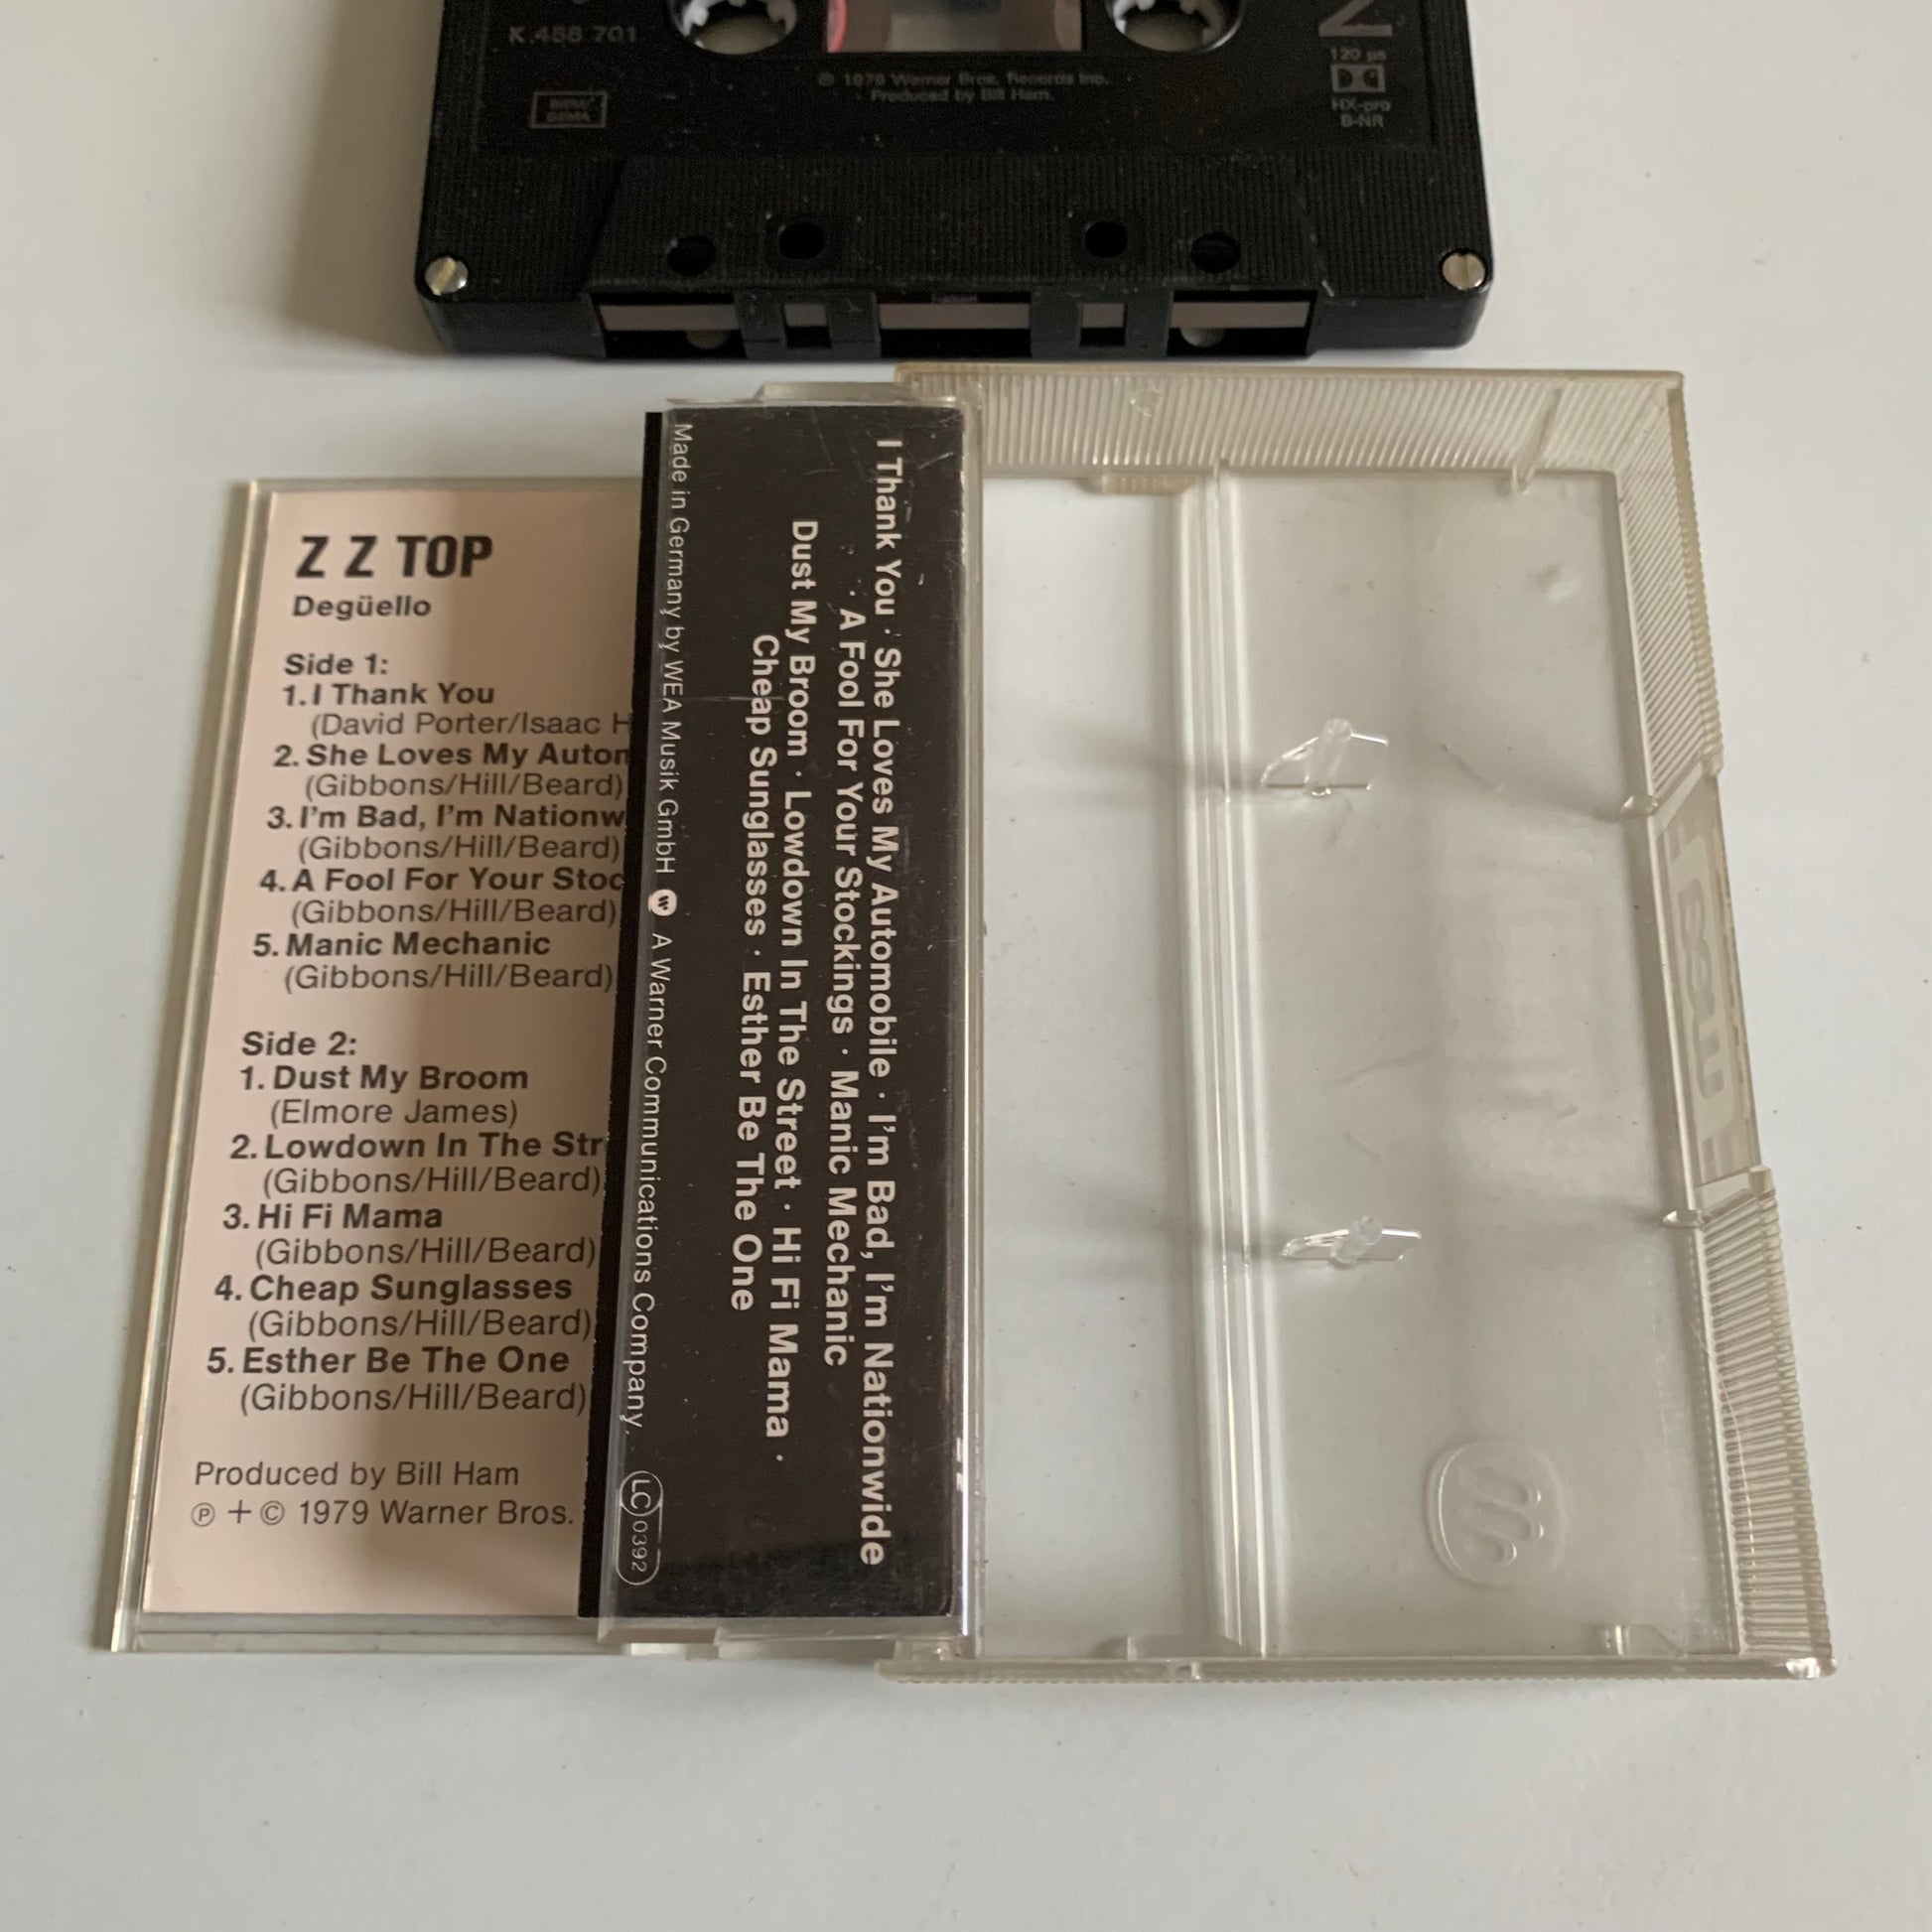 K.456 701
2
120 µs
HX-pro
B-NR
℗ 1979 Warner Bros. Records Inc.
Produced by Bill Ham.
BIEM/
GEMA
Z Z TOP
Degüello
Side 1:
1. I Thank You
(David Porter/Isaac H
2. She Loves My Autom
(Gibbons/Hill/Beard)
3. I'm Bad, I'm Nationw
(Gibbons/Hill/Beard)
4. A Fool For Your Stoc
(Gibbons/Hill/Beard)
5. Manic Mechanic
(Gibbons/Hill/Beard)
Side 2:
1. Dust My Broom
(Elmore James)
2. Lowdown In The Str
(Gibbons/Hill/Beard)
3. Hi Fi Mama
(Gibbons/Hill/Beard)
4. Cheap Sunglasses
(Gibbons/Hill/Beard)
5. Esther Be The One
(Gibbons/Hill/Beard)
Produced by Bill Ham
℗ + © 1979 Warner Bros.
I Thank You · She Loves My Automobile · I'm Bad, I'm Nationwide
· A Fool For Your Stockings · Manic Mechanic
Dust My Broom · Lowdown In The Street · Hi Fi Mama ·
Cheap Sunglasses · Esther Be The One
Made in Germany by WEA Musik GmbH A Warner Communications Company. LC 0392